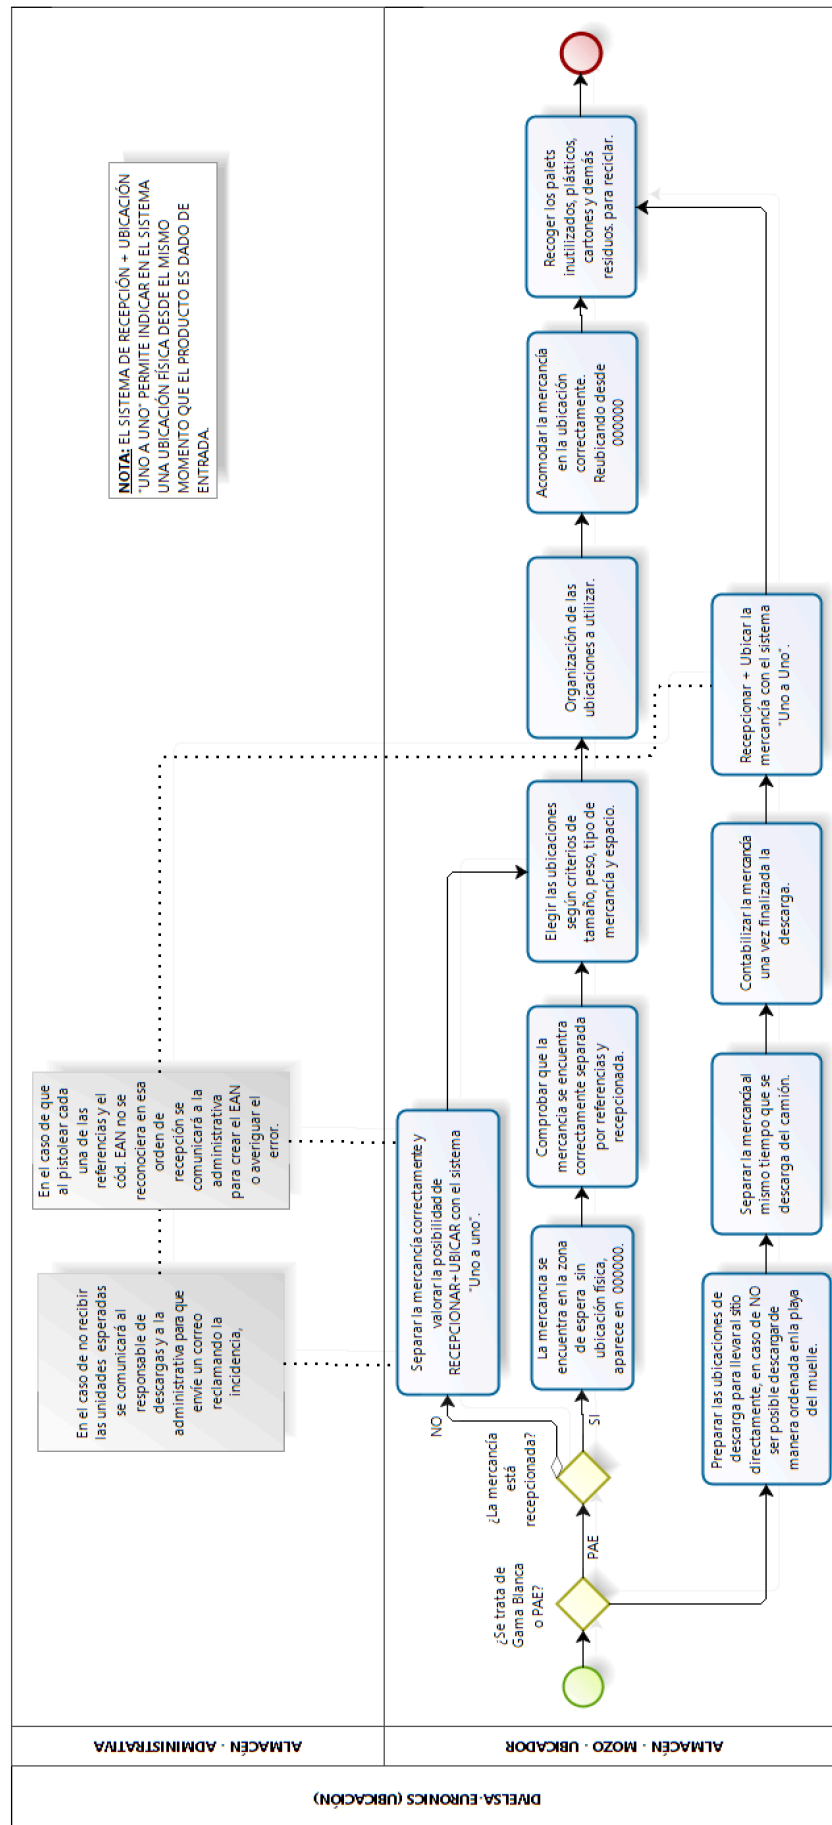 DIVELSA-EURONICS (UBICACIÓN)
ALMACÉN - ADMINISTRATIVA
ALMACÉN - MOZO - UBICADOR
En el caso de no recibir
las unidades esperadas
se comunicará al
responsable de
descargas y a la
administrativa para que
envíe un correo
reclamando la
incidencia,
En el caso de que
al pistolear cada
una de las
referencias y el
cód. EAN no se
reconociera en esa
orden de
recepción se
comunicará a la
administrativa
para crear el EAN
o averiguar el
error.
NOTA: EL SISTEMA DE RECEPCIÓN + UBICACIÓN
"UNO A UNO" PERMITE INDICAR EN EL SISTEMA
UNA UBICACIÓN FÍSICA DESDE EL MISMO
MOMENTO QUE EL PRODUCTO ES DADO DE
ENTRADA.
¿Se trata de
Gama Blanca
o PAE?
PAE
¿La mercancía
está
recepcionada?
NO
SI
Separar la mercancía correctamente y
valorar la posibilidad de
RECEPCIONAR+UBICAR con el sistema
"Uno a uno".
La mercancia se
encuentra en la zona
de espera sin
ubicación física,
aparece en 000000.
Comprobar que la
mercancia se encuentra
correctamente separada
por referencias y
recepcionada.
Elegir las ubicaciones
según criterios de
tamaño, peso, tipo de
mercancía y espacio.
Organización de las
ubicaciones a utilizar.
Acomodar la mercancía
en la ubicación
correctamente.
Reubicando desde
000000
Recoger los palets
inutilizados, plásticos,
cartones y demás
residuos. para reciclar.
Preparar las ubicaciones de
descarga para llevar al sitio
directamente, en caso de NO
ser posible descargar de
manera ordenada en la playa
del muelle.
Separar la mercancía al
mismo tiempo que se
descarga del camión.
Contabilizar la mercancía
una vez finalizada la
descarga.
Recepcionar + Ubicar la
mercancía con el sistema
"Uno a Uno".